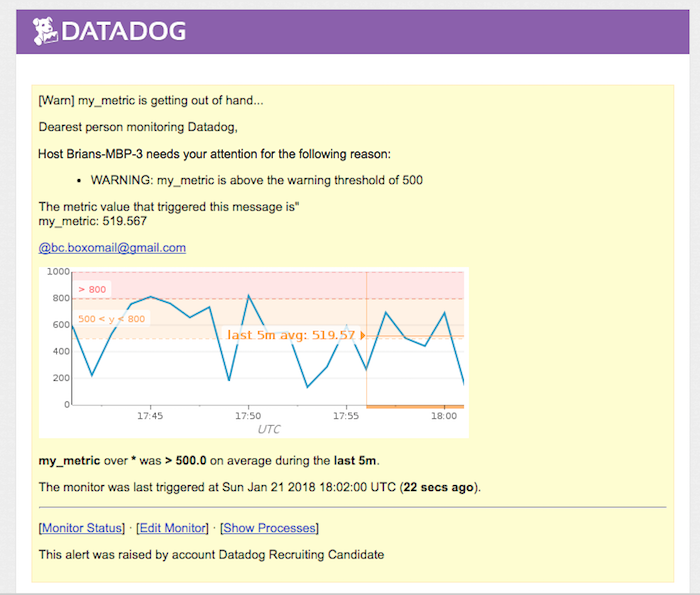 DATADOG
[Warn] my_metric is getting out of hand...
Dearest person monitoring Datadog,
Host Brians-MBP-3 needs your attention for the following reason:
• WARNING: my_metric is above the warning threshold of 500
The metric value that triggered this message is"
my_metric: 519.567
@bc.boxomail@gmail.com
1000
> 800
800
500 < y < 800
600
last 5m avg: 519.57
400
200
0
17:45 17:50 17:55 18:00
UTC
my_metric over * was > 500.0 on average during the last 5m.
The monitor was last triggered at Sun Jan 21 2018 18:02:00 UTC (22 secs ago).
[Monitor Status] · [Edit Monitor] · [Show Processes]
This alert was raised by account Datadog Recruiting Candidate